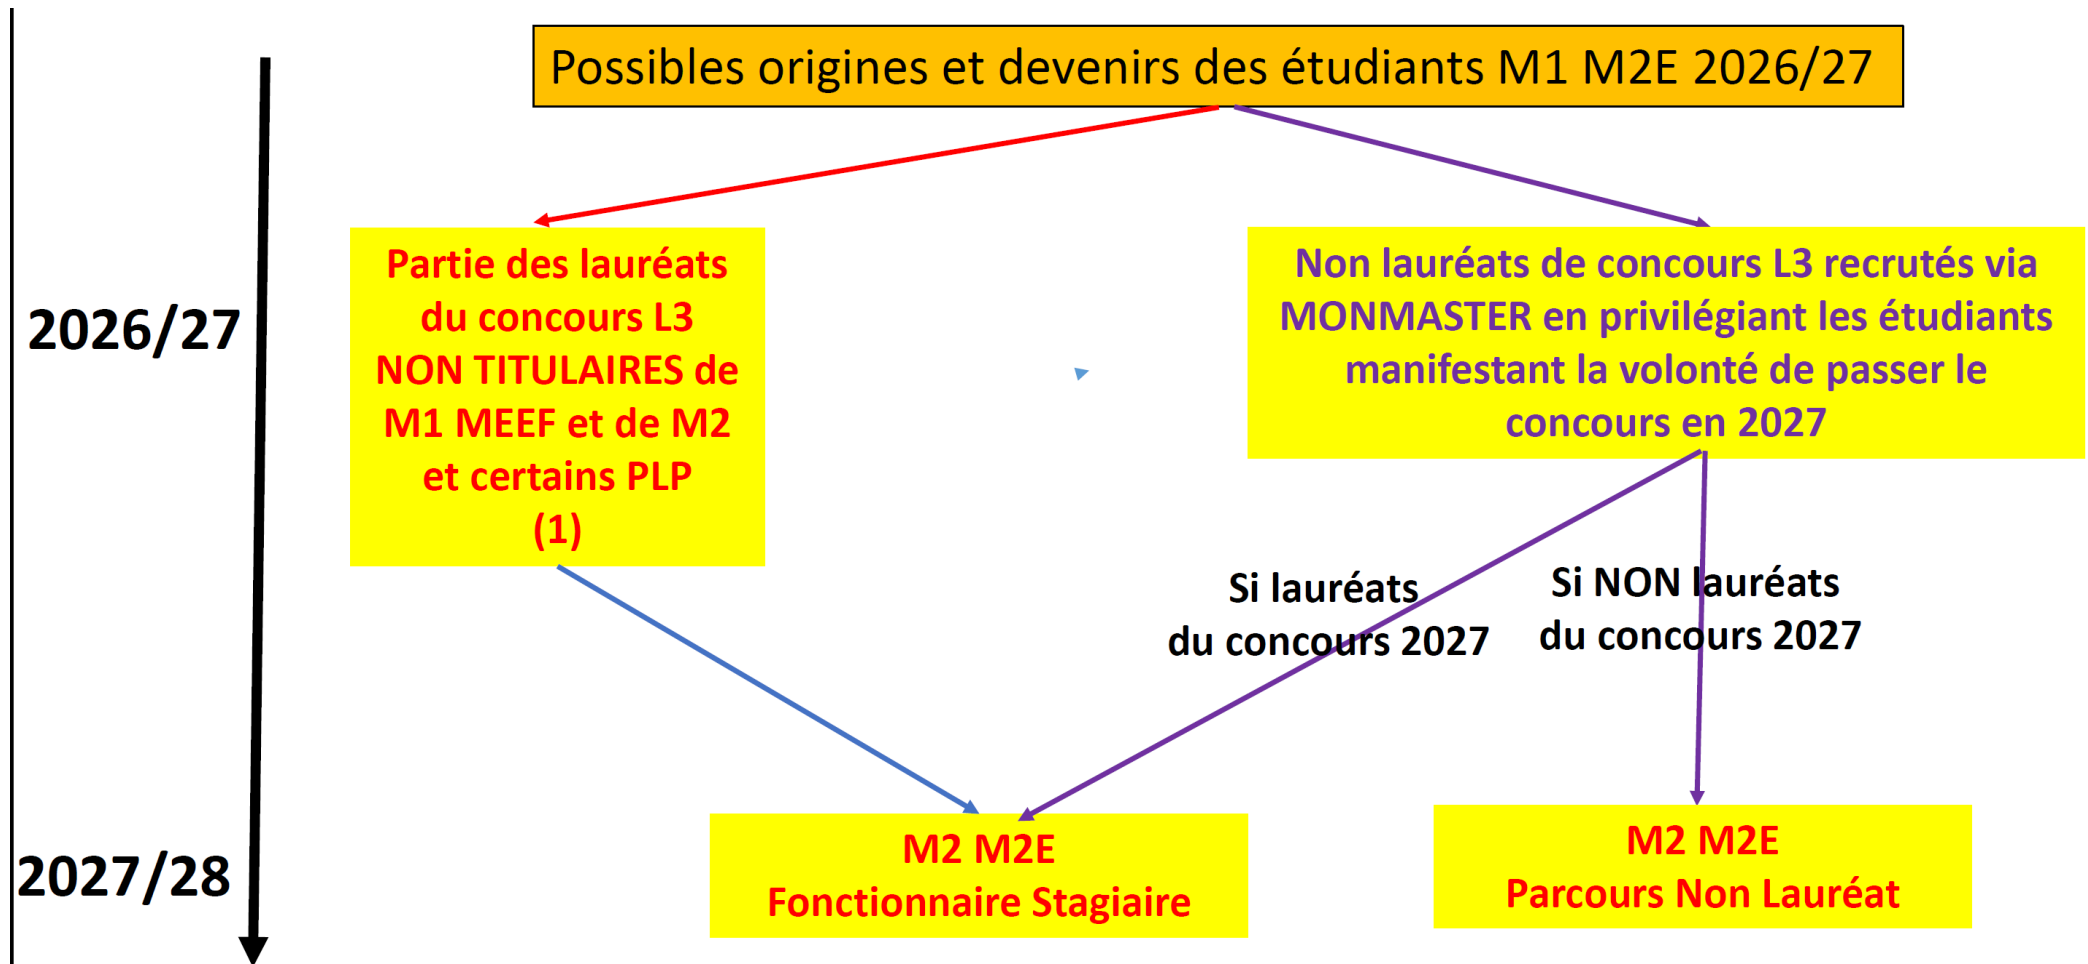 Possibles origines et devenirs des étudiants M1 M2E 2026/27
2026/27
Partie des lauréats
du concours L3
NON TITULAIRES de
M1 MEEF et de M2
et certains PLP
(1)
Non lauréats de concours L3 recrutés via
MONMASTER en privilégiant les étudiants
manifestant la volonté de passer le
concours en 2027
Si lauréats
du concours 2027
Si NON lauréats
du concours 2027
2027/28
M2 M2E
Fonctionnaire Stagiaire
M2 M2E
Parcours Non Lauréat